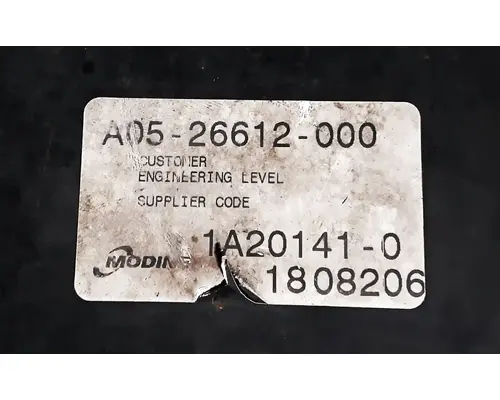 A05-26612-000
CUSTOMER
ENGINEERING LEVEL
SUPPLIER CODE
1A20141-0
1808206